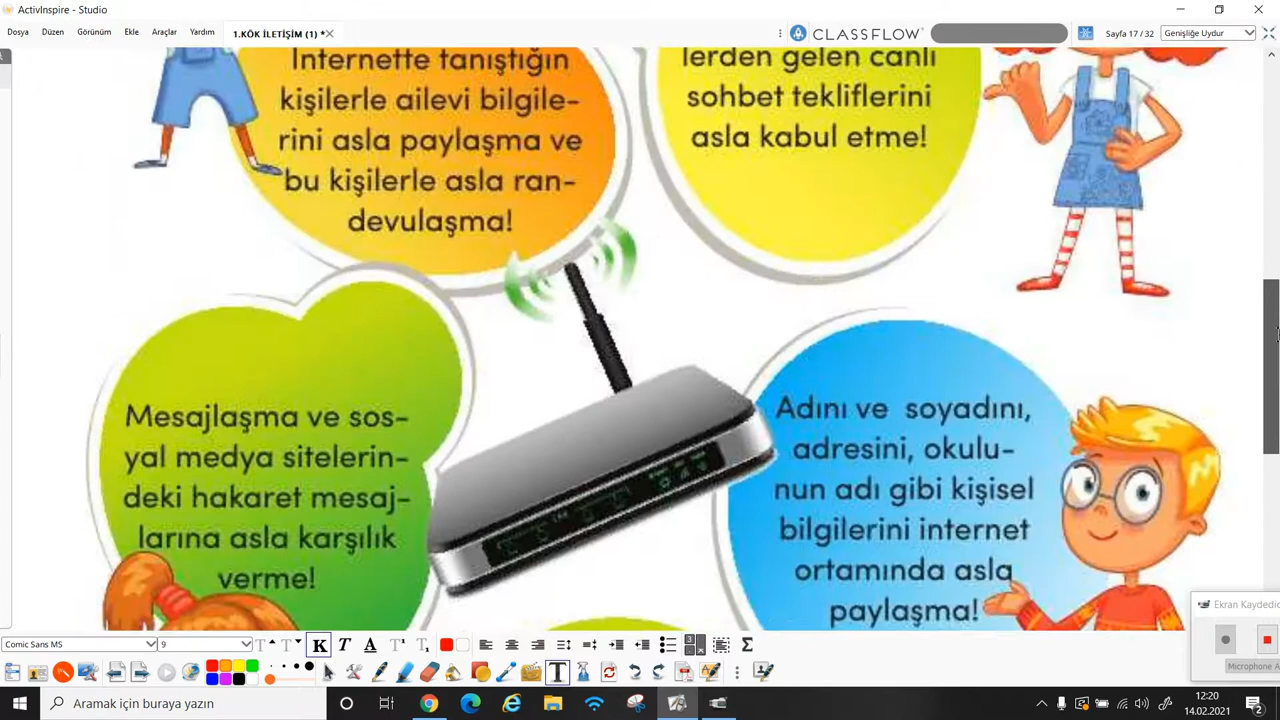 ActivInspire - Studio
Dosya Düzen Görünüm Ekle Araçlar Yardım
1.KÖK İLETİŞİM (1) *
CLASSFLOW
Sayfa 17 / 32
Genişliğe Uydur
İnternette tanıştığın
kişilerle ailevi bilgile-
rini asla paylaşma ve
bu kişilerle asla ran-
devulaşma!
lerden gelen canlı
sohbet tekliflerini
asla kabul etme!
Mesajlaşma ve sos-
yal medya sitelerin-
deki hakaret mesaj-
larına asla karşılık
verme!
Adını ve soyadını,
adresini, okulu-
nun adı gibi kişisel
bilgilerini internet
ortamında asla
paylaşma!
Ekran Kaydedic
Microphone A
Comic Sans MS
9
K T A T T
Aramak için buraya yazın
12:20
14.02.2021
2